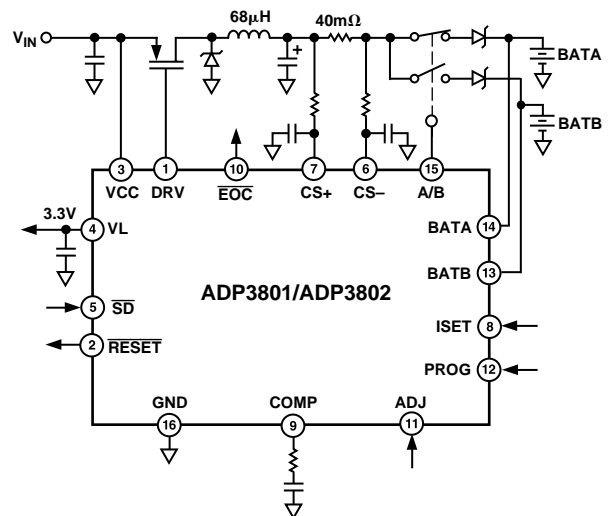 68µH
40mΩ
VIN
+
BATA
BATB
3
1
10
7
6
15
VCC
DRV
EOC
CS+
CS–
A/B
3.3V
4
VL
BATA
14
BATB
13
ADP3801/ADP3802
5
SD
ISET
8
2
RESET
PROG
12
GND
COMP
ADJ
16
9
11